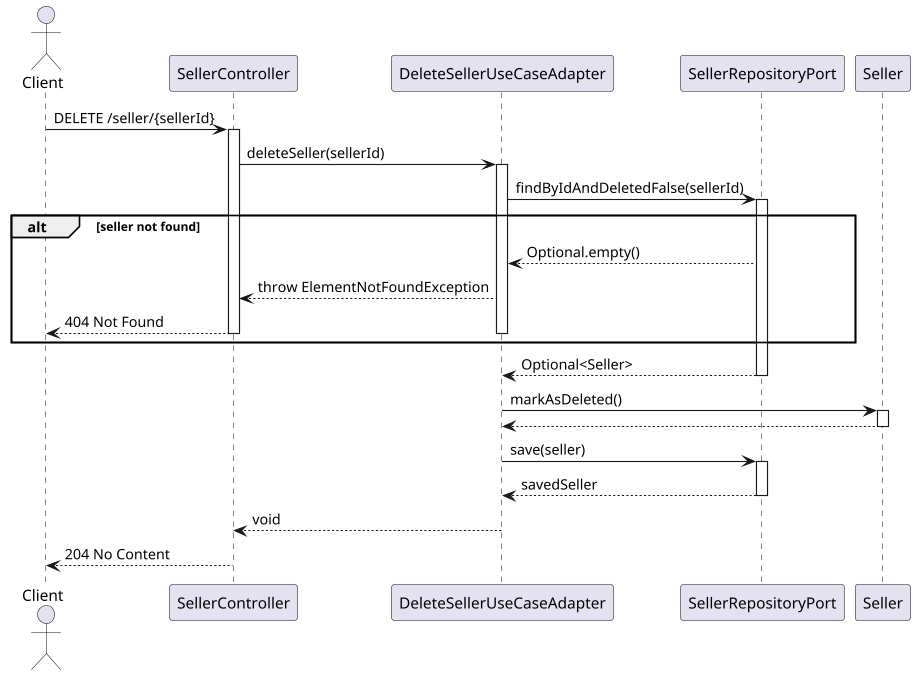 Client
SellerController
DeleteSellerUseCaseAdapter
SellerRepositoryPort
Seller
DELETE /seller/{sellerId}
deleteSeller(sellerId)
findByIdAndDeletedFalse(sellerId)
alt
[seller not found]
Optional.empty()
throw ElementNotFoundException
404 Not Found
Optional<Seller>
markAsDeleted()
save(seller)
savedSeller
void
204 No Content
Client
SellerController
DeleteSellerUseCaseAdapter
SellerRepositoryPort
Seller